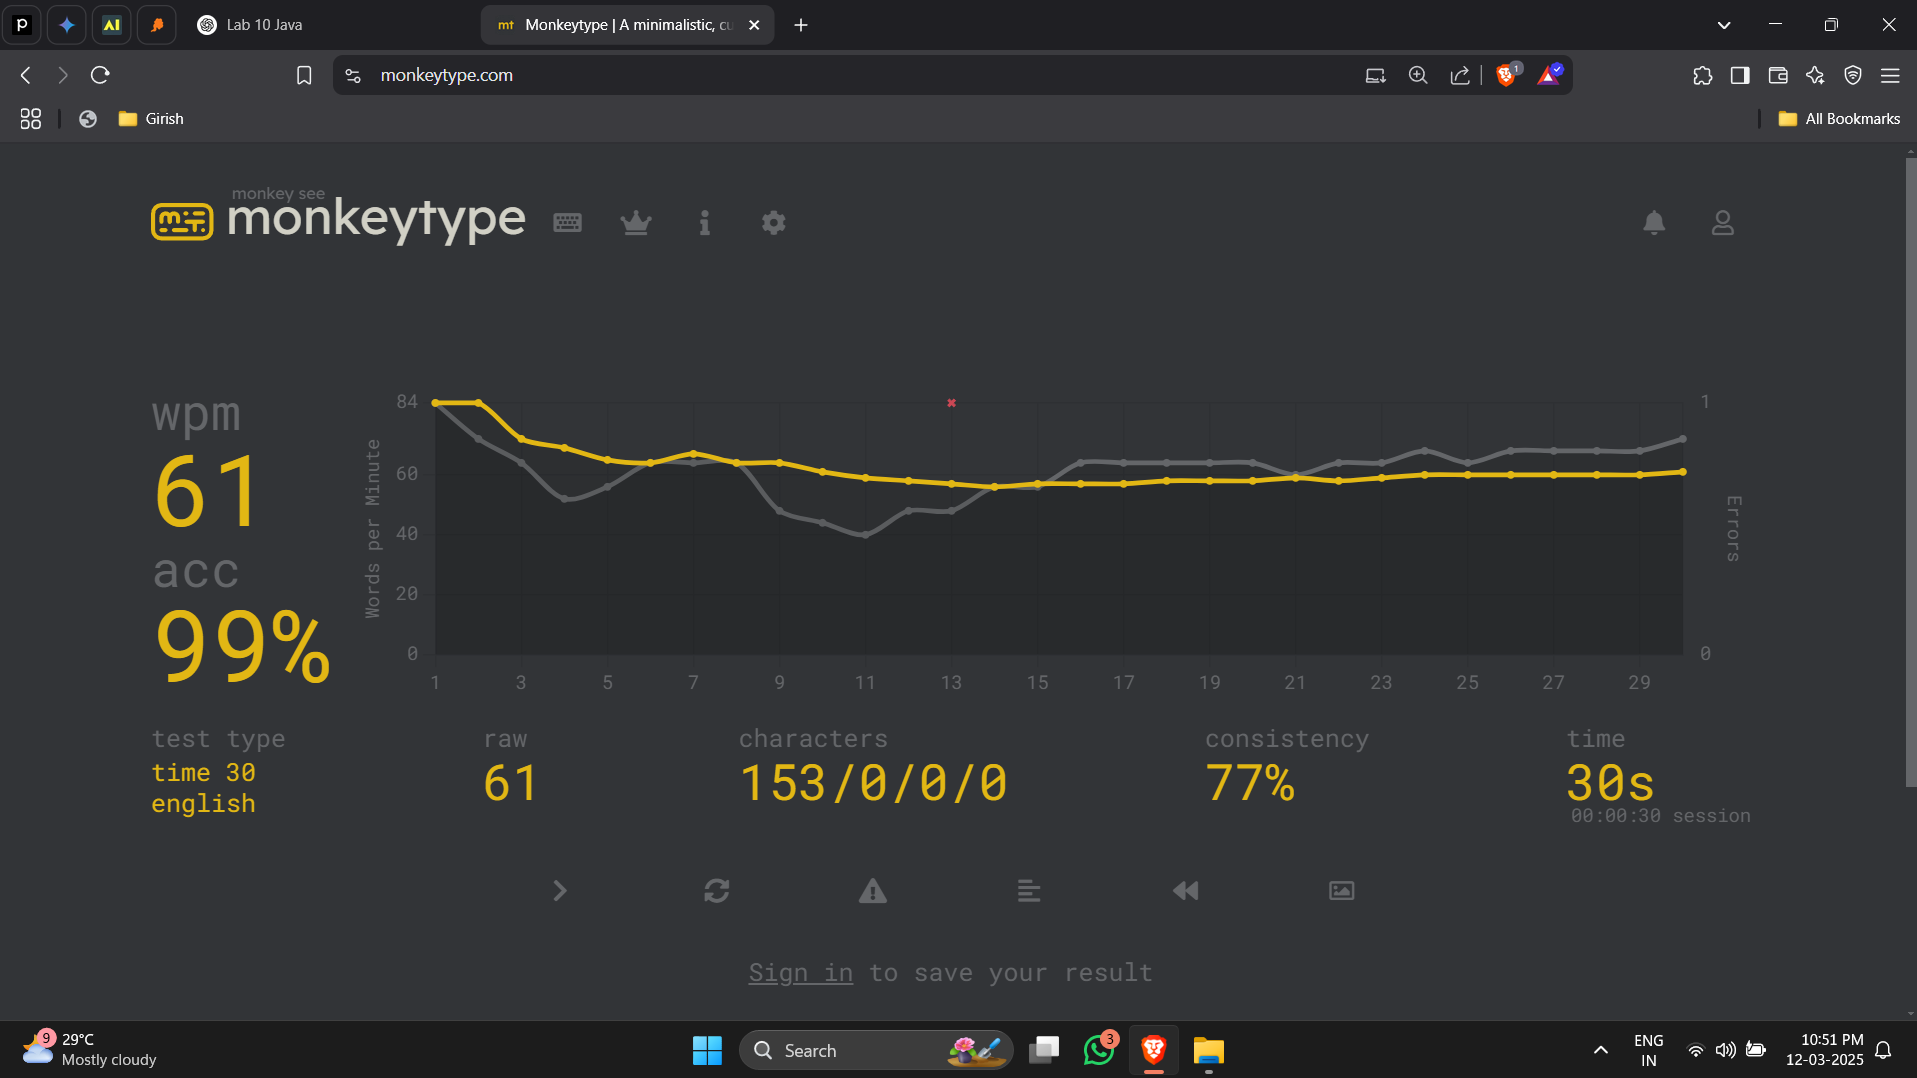 p
AI
Lab 10 Java
mt
Monkeytype | A minimalistic, cu
monkeytype.com
1
Girish
All Bookmarks
monkey see
monkeytype
wpm
61
acc
99%
84
60
40
20
0
Words per Minute
1
0
Errors
1 3 5 7 9 11 13 15 17 19 21 23 25 27 29
test type
time 30
english
raw
61
characters
153/0/0/0
consistency
77%
time
30s
00:00:30 session
Sign in to save your result
9
29°C
Mostly cloudy
Search
3
ENG
IN
10:51 PM
12-03-2025